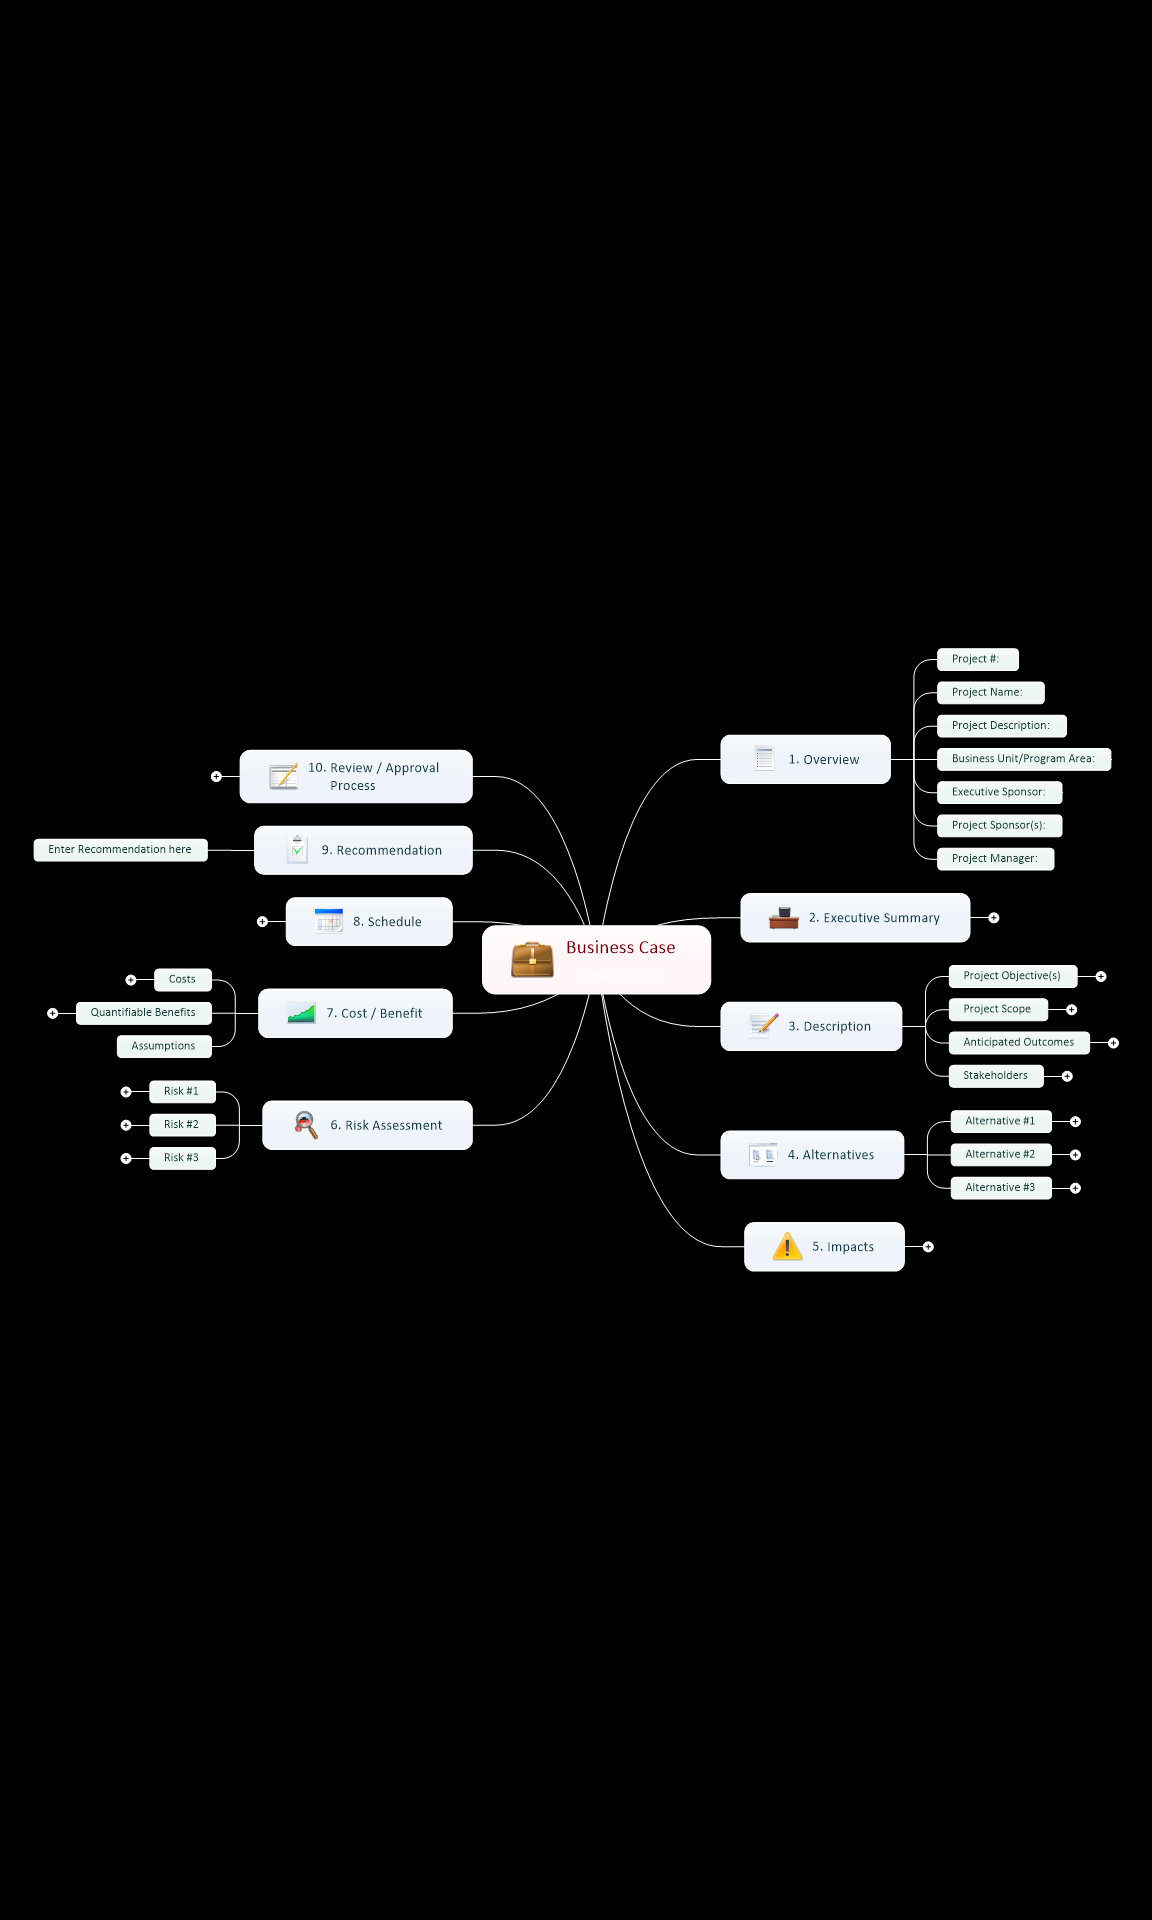 Business Case
1. Overview
Project #:
Project Name:
Project Description:
Business Unit/Program Area:
Executive Sponsor:
Project Sponsor(s):
Project Manager:
2. Executive Summary
3. Description
Project Objective(s)
Project Scope
Anticipated Outcomes
Stakeholders
4. Alternatives
Alternative #1
Alternative #2
Alternative #3
5. Impacts
6. Risk Assessment
Risk #1
Risk #2
Risk #3
7. Cost / Benefit
Costs
Quantifiable Benefits
Assumptions
8. Schedule
9. Recommendation
Enter Recommendation here
10. Review / Approval
Process